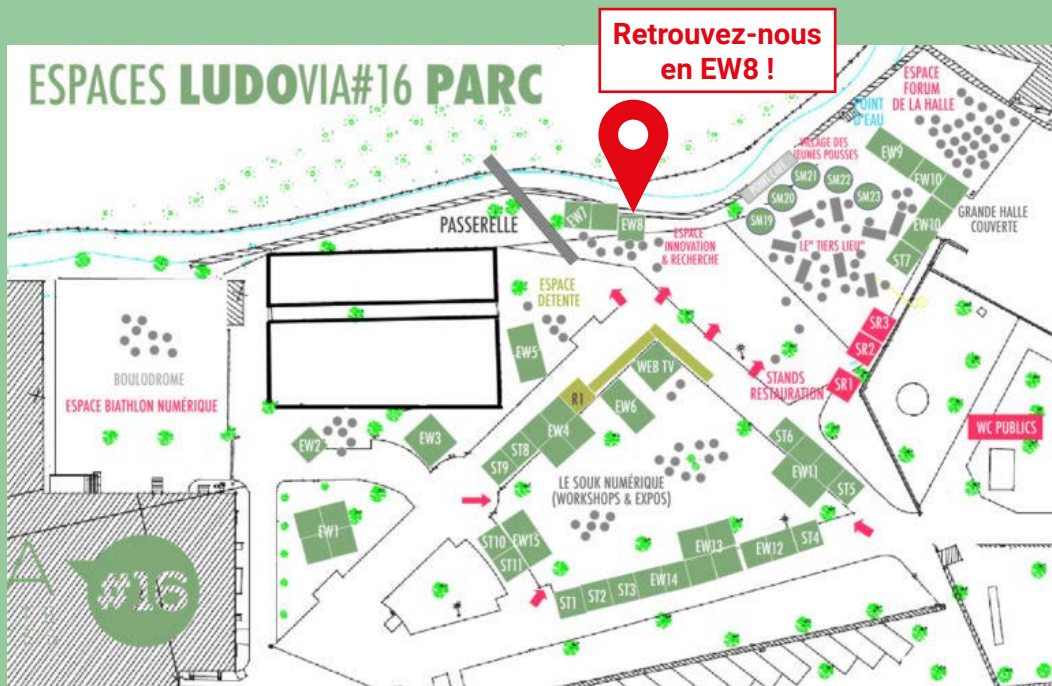 Retrouvez-nous
en EW8 !
ESPACES LUDOVIA#16 PARC
ESPACE
FORUM
DE LA HALLE
POINT
D'EAU
VILLAGE DES
JEUNES POUSSES
POINT CAFÉ
SM21
SM22
SM20
SM23
SM19
EW9
EW10
EW10
ST7
GRANDE HALLE
COUVERTE
LE" TIERS LIEU"
PASSERELLE
EW7
EW8
ESPACE
INNOVATION
& RECHERCHE
ESPACE
DETENTE
EW5
WEB TV
R1
EW6
EW4
ST8
ST9
EW3
EW2
EW1
BOULODROME
ESPACE BIATHLON NUMÉRIQUE
STANDS
RESTAURATION
SR3
SR2
SR1
WC PUBLICS
LE SOUK NUMÉRIQUE
(WORKSHOPS & EXPOS)
ST6
EW11
ST5
ST10
EW15
ST11
EW13
EW12
ST4
ST1
ST2
ST3
EW14
A
#16